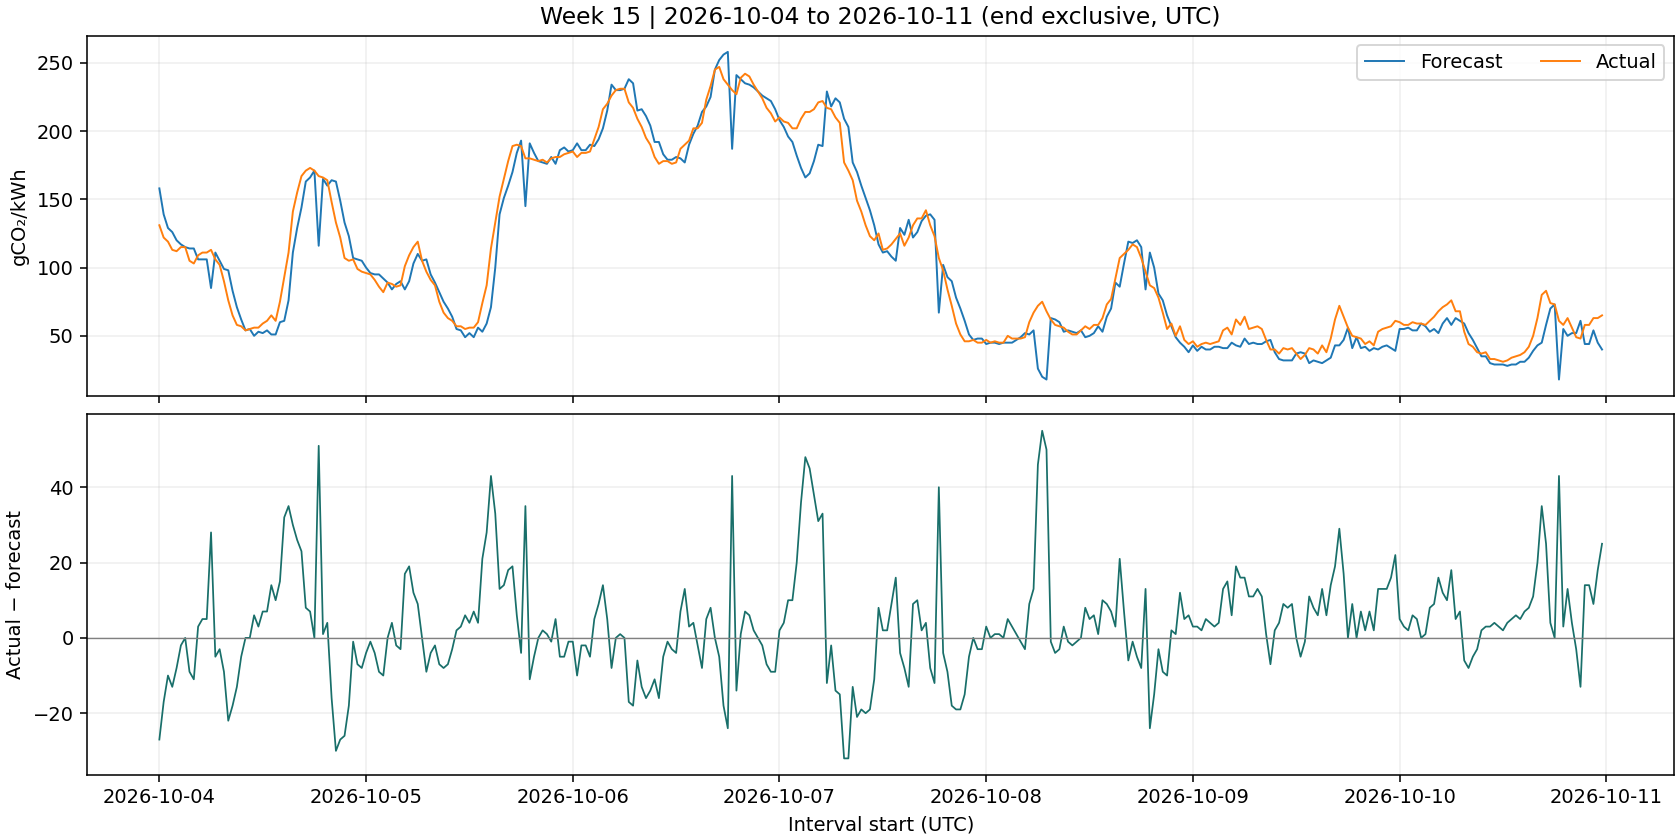 Week 15 | 2026-10-04 to 2026-10-11 (end exclusive, UTC)
Forecast
Actual
gCO₂/kWh
250
200
150
100
50
Actual − forecast
40
20
0
−20
2026-10-04
2026-10-05
2026-10-06
2026-10-07
2026-10-08
2026-10-09
2026-10-10
2026-10-11
Interval start (UTC)